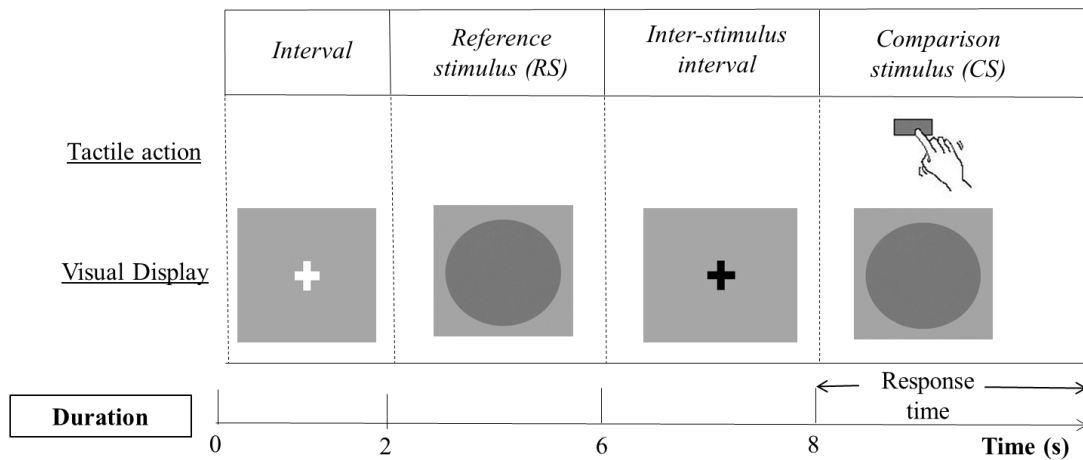 Interval
Reference
stimulus (RS)
Inter-stimulus
interval
Comparison
stimulus (CS)
Tactile action
Visual Display
Response
time
Duration
0
2
6
8
Time (s)